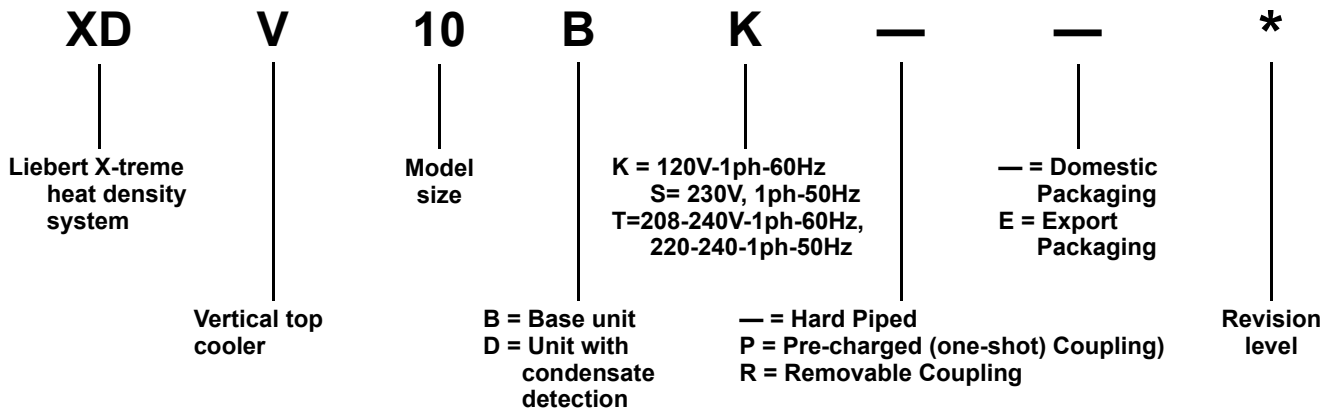 XD V 10 B K — — *
Liebert X-treme
heat density
system
Model
size
K = 120V-1ph-60Hz
S= 230V, 1ph-50Hz
T=208-240V-1ph-60Hz,
220-240-1ph-50Hz
— = Domestic
Packaging
E = Export
Packaging
Vertical top
cooler
B = Base unit
D = Unit with
condensate
detection
— = Hard Piped
P = Pre-charged (one-shot) Coupling)
R = Removable Coupling
Revision
level